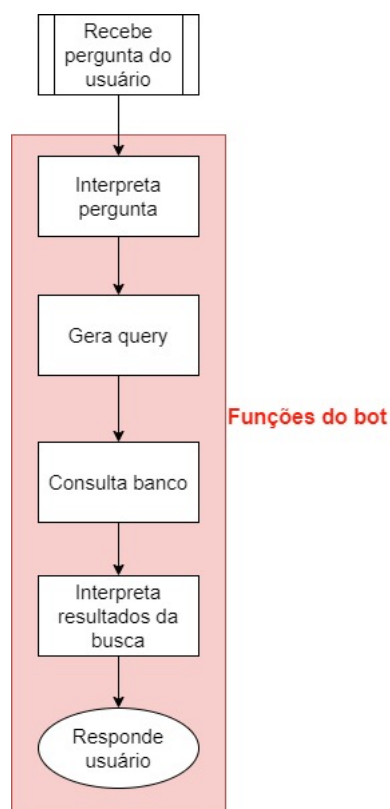 Recebe
pergunta do
usuário
Interpreta
pergunta
Gera query
Funções do bot
Consulta banco
Interpreta
resultados da
busca
Responde
usuário